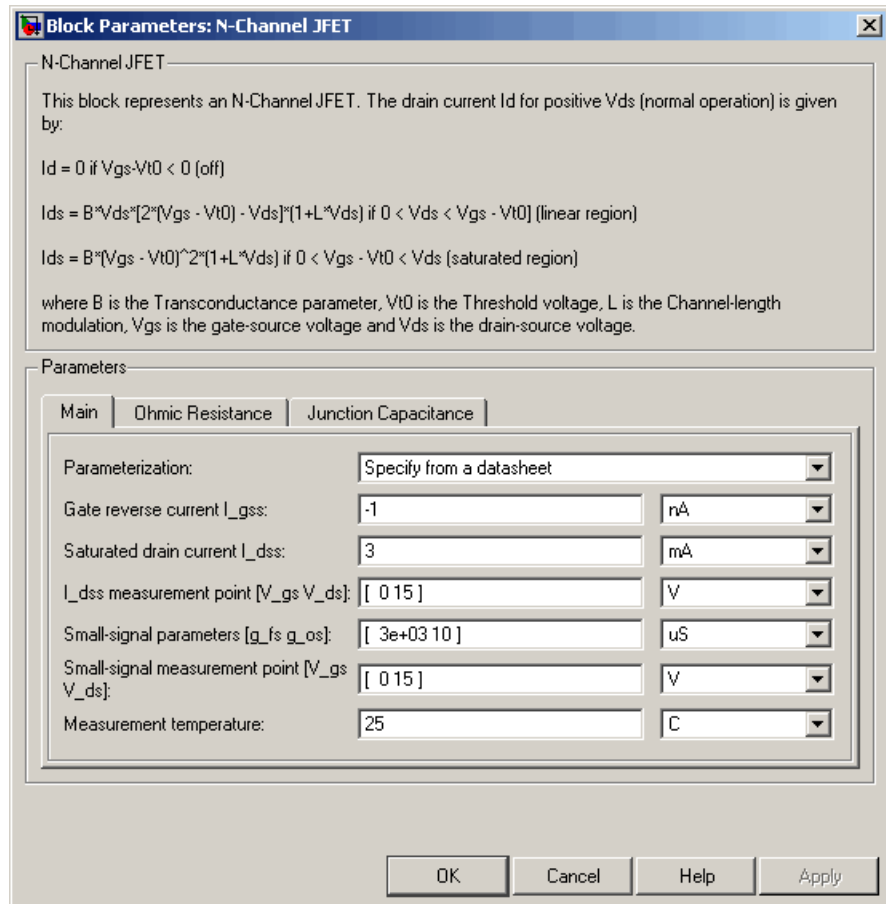 Block Parameters: N-Channel JFET
N-Channel JFET
This block represents an N-Channel JFET. The drain current Id for positive Vds (normal operation) is given
by:
Id = 0 if Vgs-Vt0 < 0 (off)
Ids = B*Vds*[2*(Vgs - Vt0) - Vds]*(1+L*Vds) if 0 < Vds < Vgs - Vt0] (linear region)
Ids = B*(Vgs - Vt0)^2*(1+L*Vds) if 0 < Vgs - Vt0 < Vds (saturated region)
where B is the Transconductance parameter, Vt0 is the Threshold voltage, L is the Channel-length
modulation, Vgs is the gate-source voltage and Vds is the drain-source voltage.
Parameters
Main Ohmic Resistance Junction Capacitance
Parameterization: Specify from a datasheet
Gate reverse current I_gss: -1 nA
Saturated drain current I_dss: 3 mA
I_dss measurement point [V_gs V_ds]: [ 0 15 ] V
Small-signal parameters [g_fs g_os]: [ 3e+03 10 ] uS
Small-signal measurement point [V_gs
V_ds]: [ 0 15 ] V
Measurement temperature: 25 C
OK Cancel Help Apply